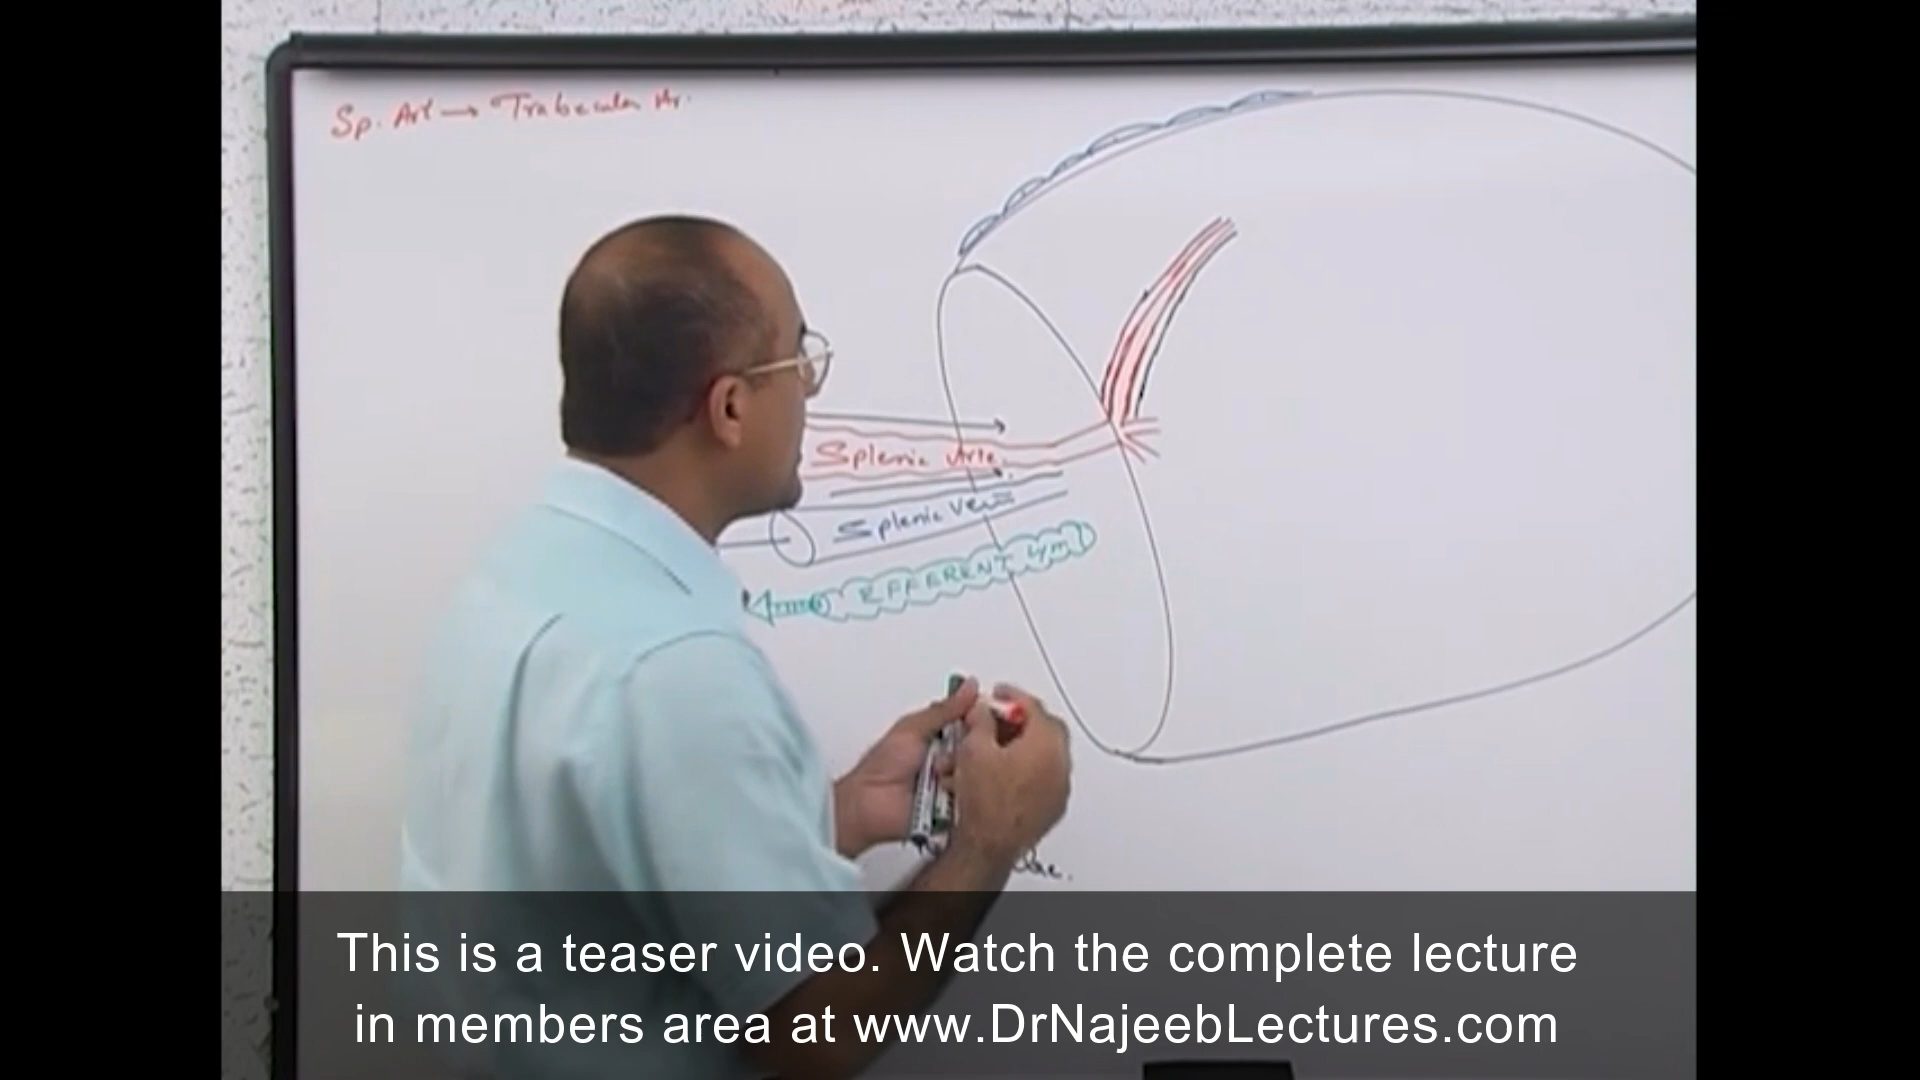 Sp. Art → Trabecular Ar.
Splenic Arte
Splenic Vein
EFFERENT LYM
This is a teaser video. Watch the complete lecture
in members area at www.DrNajeebLectures.com